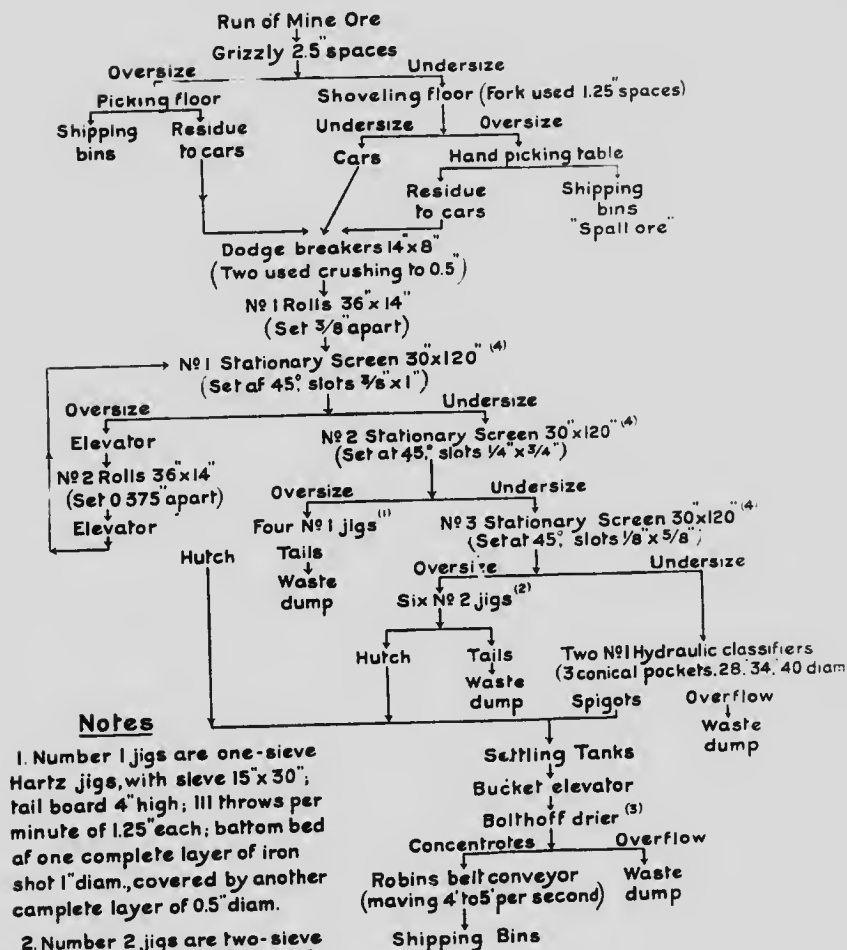 Run of Mine Ore
Grizzly 2.5" spaces
Oversize
Undersize
Picking floor
Shoveling floor (Fork used 1.25" spaces)
Shipping bins
Residue to cars
Undersize
Oversize
Cars
Hand picking table
Residue to cars
Shipping bins
"Spall ore"
Dodge breakers 14"x8"
(Two used crushing to 0.5")
Nº 1 Rolls 36"x14"
(Set 3/8" apart)
Nº 1 Stationary Screen 30"x120" (4)
(Set af 45°, slots 3/8"x1")
Oversize
Undersize
Elevator
Nº 2 Stationary Screen 30"x120" (4)
(Set at 45,° slots 1/4"x3/4")
Nº 2 Rolls 36"x14"
(Set 0 375" apart)
Elevator
Oversize
Undersize
Four Nº 1 jigs (1)
Nº 3 Stationary Screen 30"x120" (4)
(Set at 45,° slots 1/8"x5/8")
Hutch
Tails
Waste dump
Oversize
Undersize
Six Nº 2 jigs (2)
Hutch
Tails
Waste dump
Two Nº 1 Hydraulic classifiers
(3 conical pockets, 28, 34, 40 diam
Spigots
Overflow
Waste dump
Settling Tanks
Bucket elevator
Bolthoff drier (3)
Concentrotes
Overflow
Robins belt conveyor
(maving 4' to 5' per second)
Waste dump
Shipping Bins
Notes
1. Number 1 jigs are one-sieve
Hartz jigs, with sieve 15"x 30";
tail board 4" high; 111 throws per
minute of 1.25" each; battom bed
af one complete layer of iron
shot 1" diam., covered by another
camplete layer of 0.5" diam.
2. Number 2 jigs are two-sieve